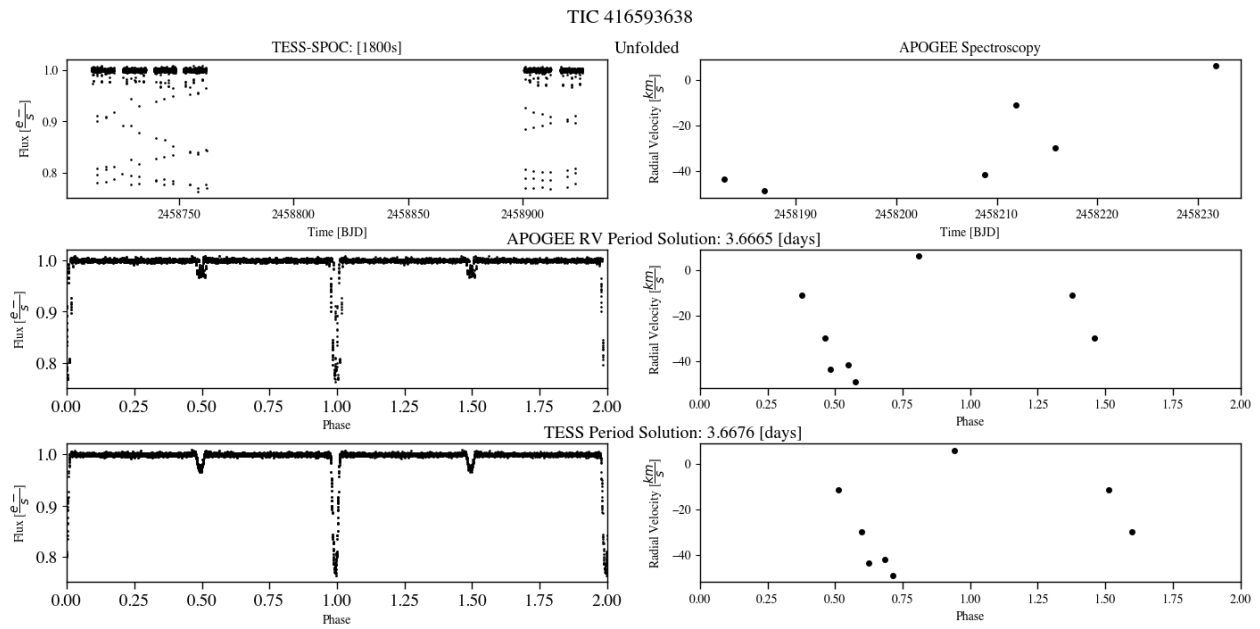 TIC 416593638
TESS-SPOC: [1800s]
Unfolded
APOGEE Spectroscopy
Flux [e−/s]
1.0
0.9
0.8
2458750 2458800 2458850 2458900
Time [BJD]
Radial Velocity [km/s]
0
−20
−40
2458190 2458200 2458210 2458220 2458230
Time [BJD]
APOGEE RV Period Solution: 3.6665 [days]
Flux [e−/s]
1.0
0.9
0.8
0.00 0.25 0.50 0.75 1.00 1.25 1.50 1.75 2.00
Phase
Radial Velocity [km/s]
0
−20
−40
0.00 0.25 0.50 0.75 1.00 1.25 1.50 1.75 2.00
Phase
TESS Period Solution: 3.6676 [days]
Flux [e−/s]
1.0
0.9
0.8
0.00 0.25 0.50 0.75 1.00 1.25 1.50 1.75 2.00
Phase
Radial Velocity [km/s]
0
−20
−40
0.00 0.25 0.50 0.75 1.00 1.25 1.50 1.75 2.00
Phase